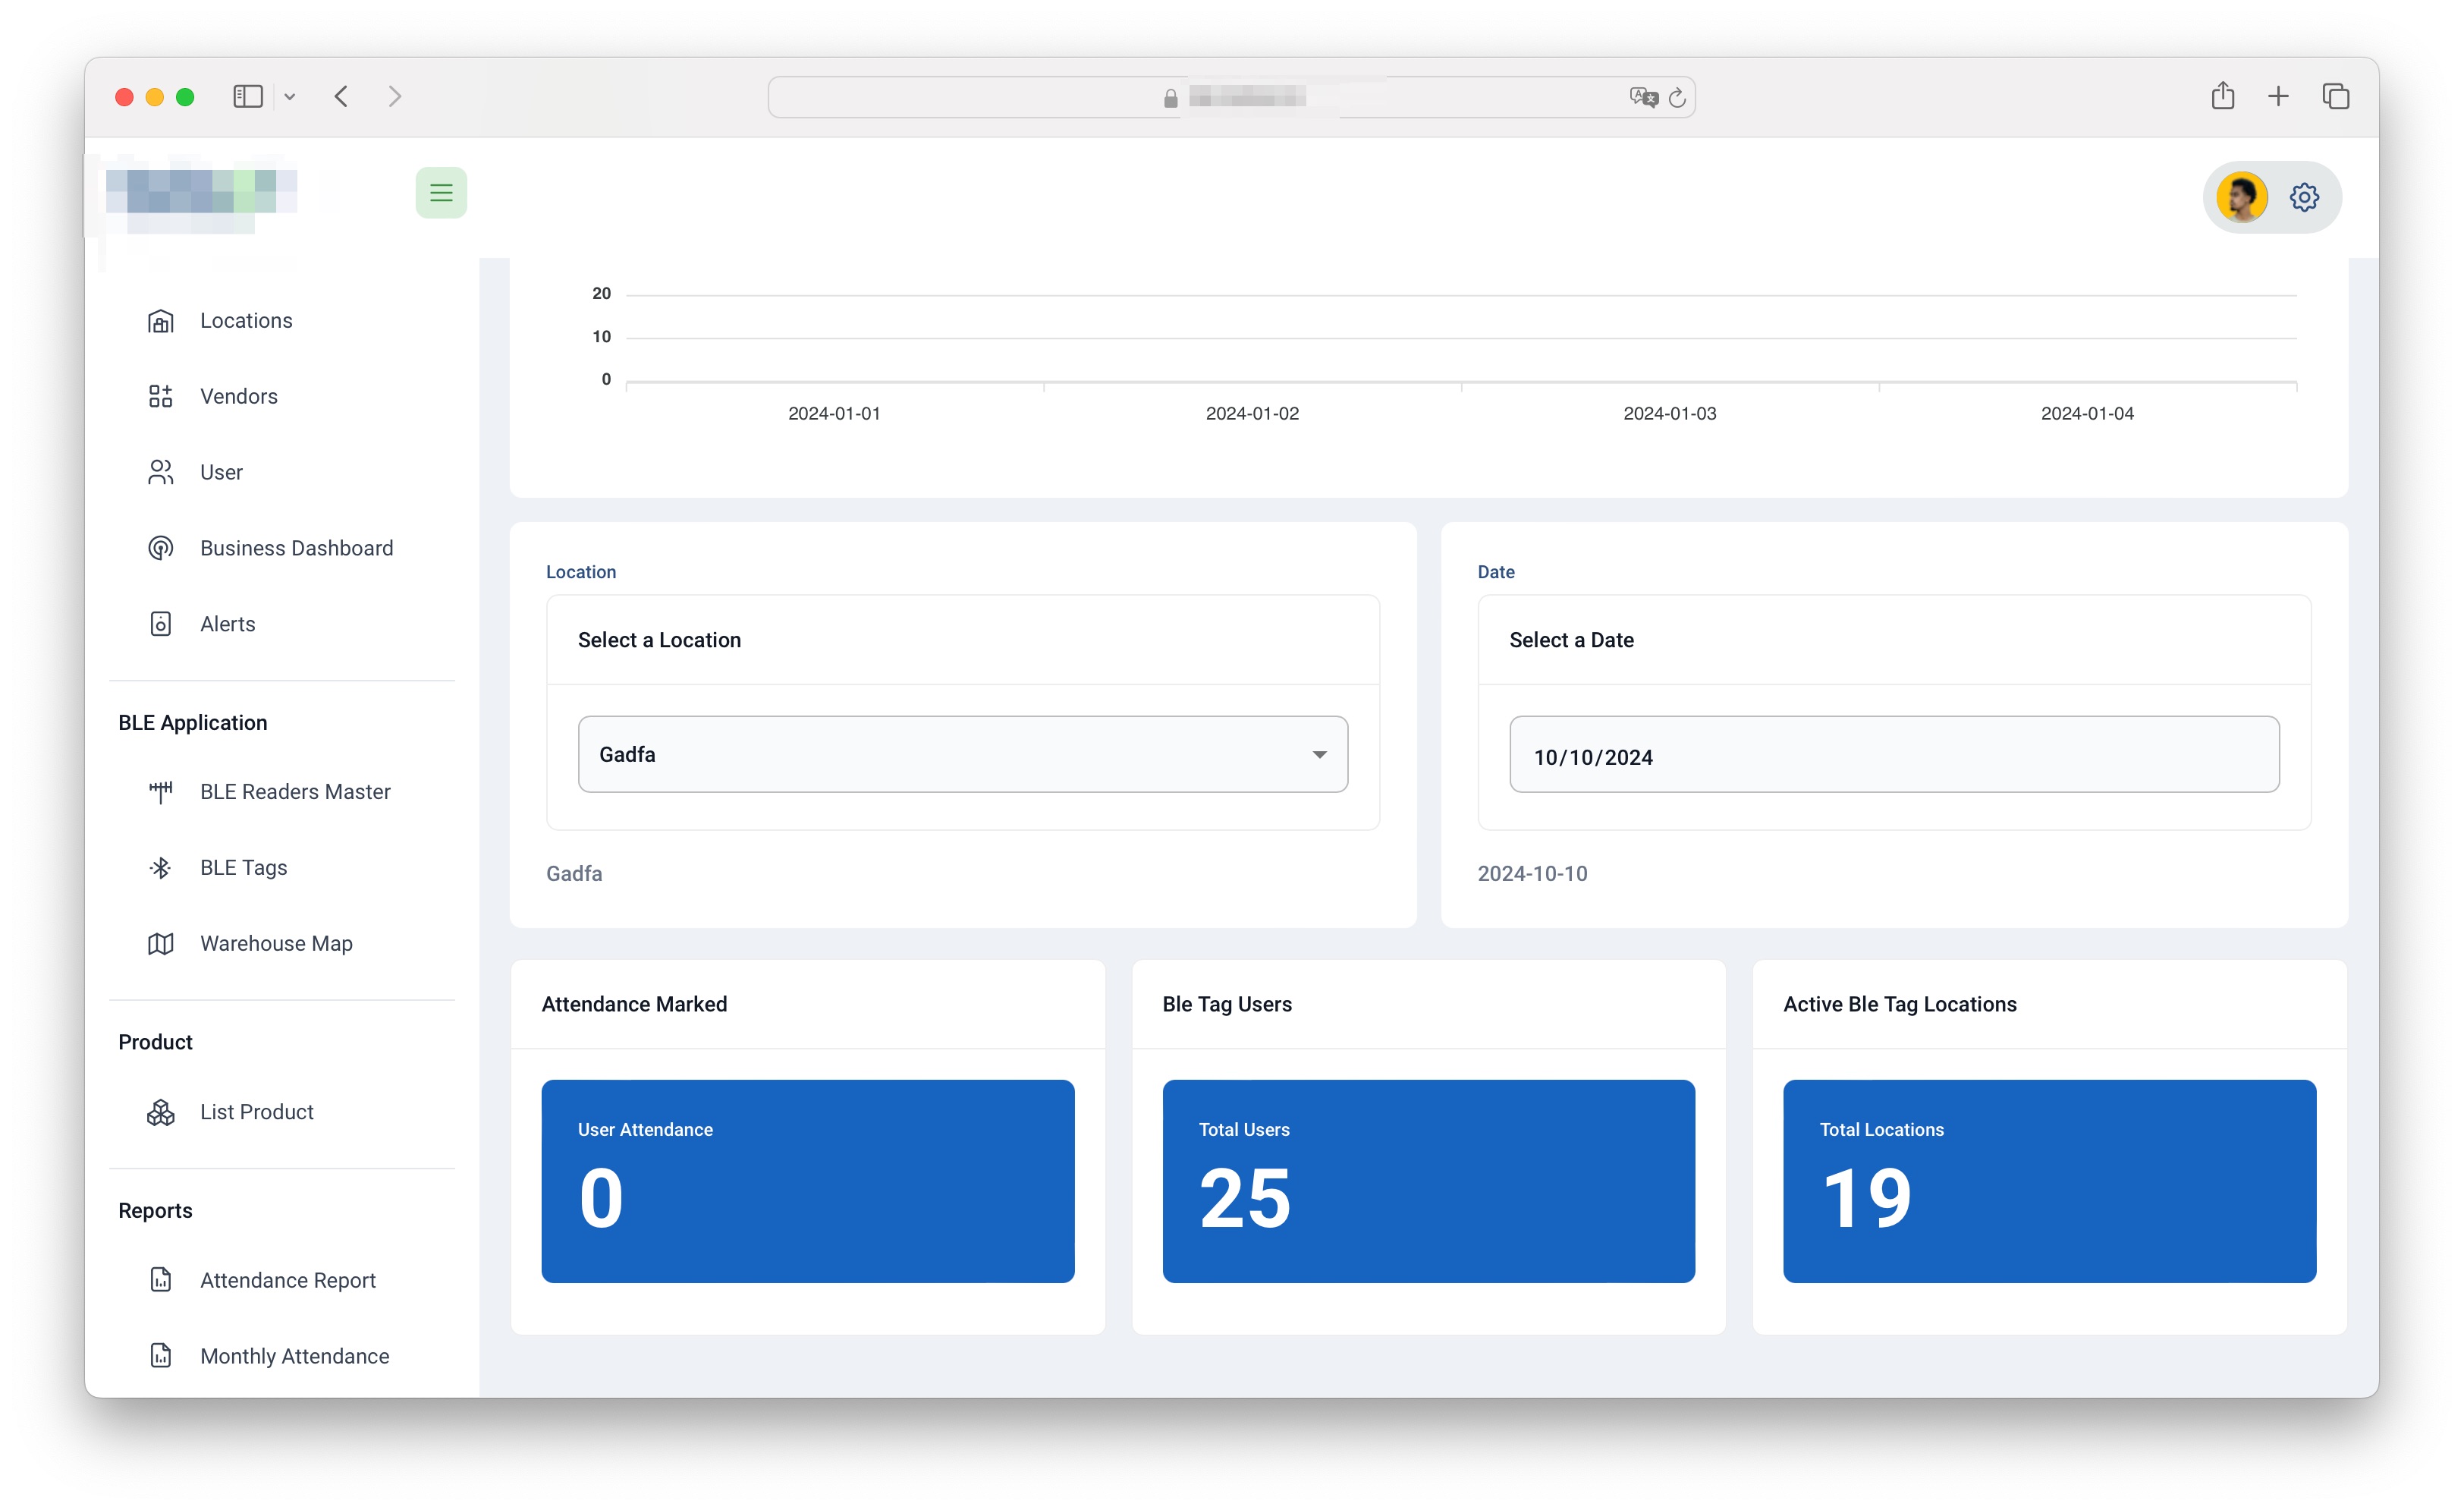 20
10
0
2024-01-01 2024-01-02 2024-01-03 2024-01-04
Locations
Vendors
User
Business Dashboard
Alerts
BLE Application
BLE Readers Master
BLE Tags
Warehouse Map
Product
List Product
Reports
Attendance Report
Monthly Attendance
Location
Select a Location
Gadfa
Gadfa
Date
Select a Date
10/10/2024
2024-10-10
Attendance Marked
User Attendance
0
Ble Tag Users
Total Users
25
Active Ble Tag Locations
Total Locations
19